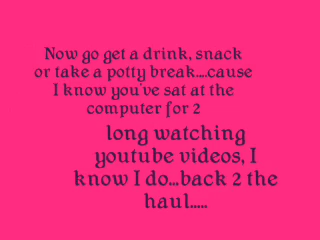 Now go get a drink, snack
or take a potty break....cause
I know you've sat at the
computer for 2
long watching
youtube videos, I
know I do...back 2 the
haul.....